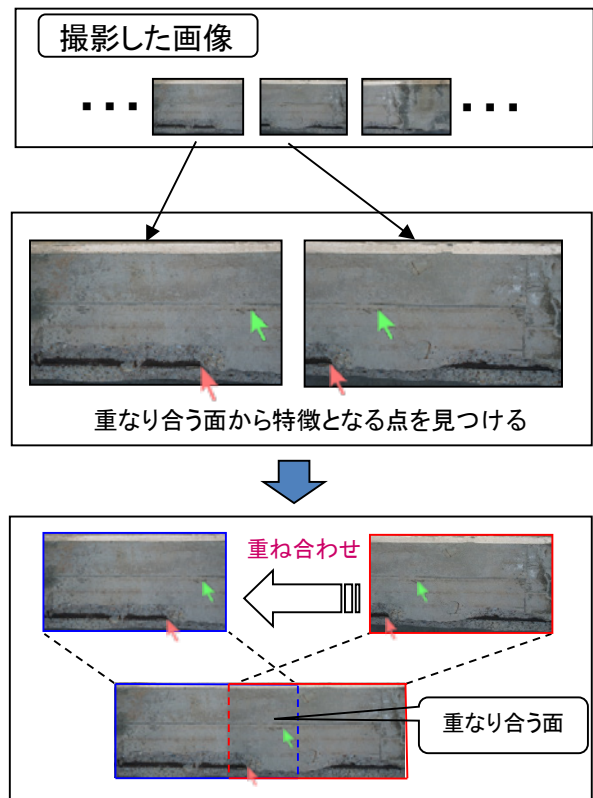 撮影した画像
重なり合う面から特徴となる点を見つける
重ね合わせ
重なり合う面